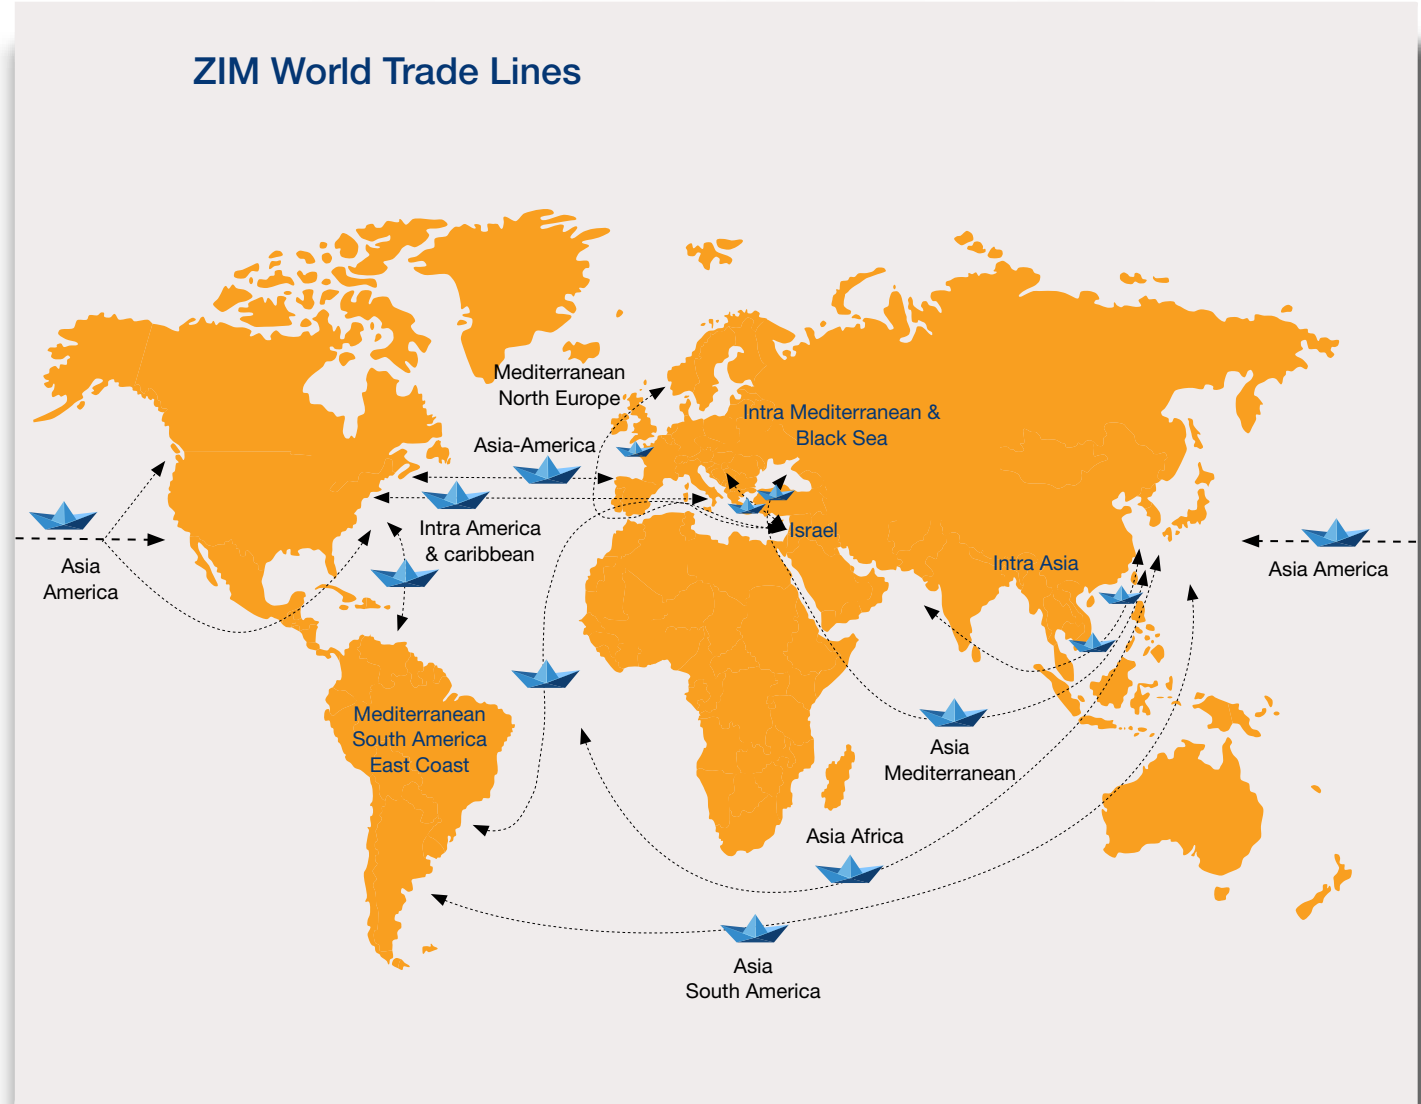 ZIM World Trade Lines
Mediterranean
North Europe
Intra Mediterranean &
Black Sea
Asia-America
Intra America
& caribbean
Israel
Intra Asia
Asia
America
Asia America
Mediterranean
South America
East Coast
Asia
Mediterranean
Asia Africa
Asia
South America